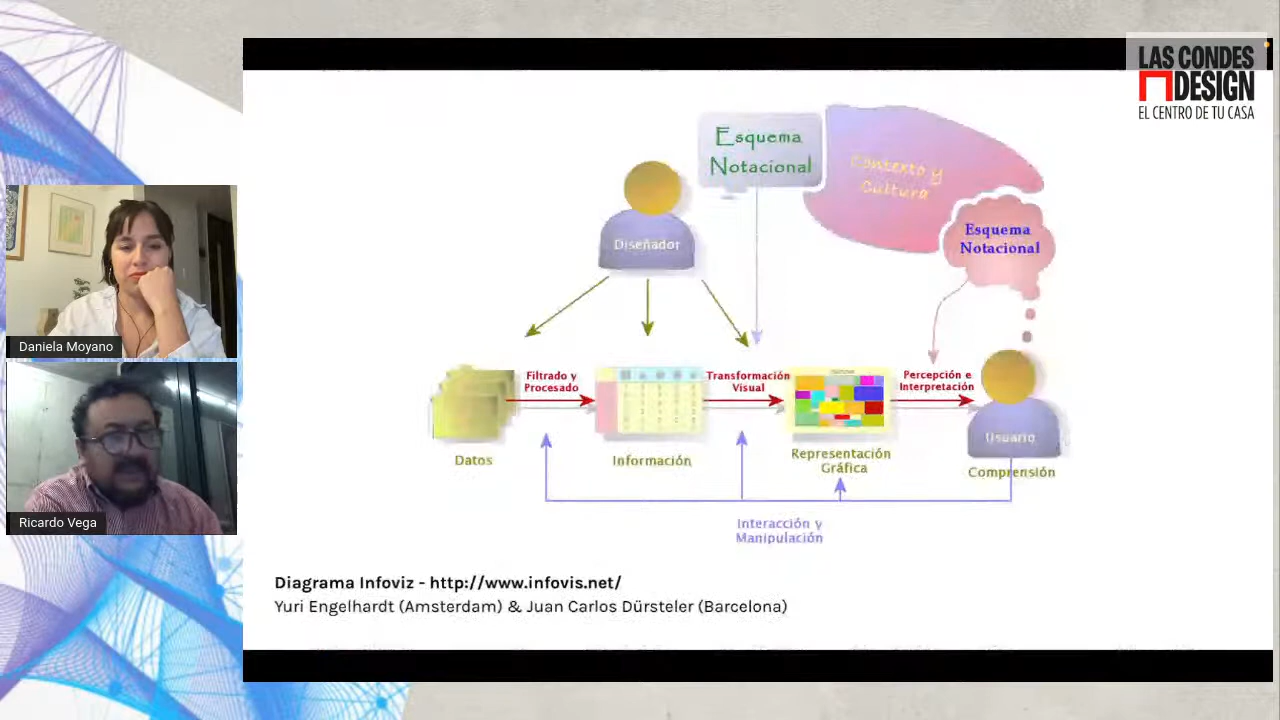 LAS CONDES
DESIGN
EL CENTRO DE TU CASA
Esquema
Notacional
Contexto y
Cultura
Esquema
Notacional
Diseñador
Filtrado y
Procesado
Transformación
Visual
Percepción e
Interpretación
Usuario
Datos
Información
Representación
Gráfica
Comprensión
Interacción y
Manipulación
Diagrama Infoviz - http://www.infovis.net/
Yuri Engelhardt (Amsterdam) & Juan Carlos Dürsteler (Barcelona)
Daniela Moyano
Ricardo Vega